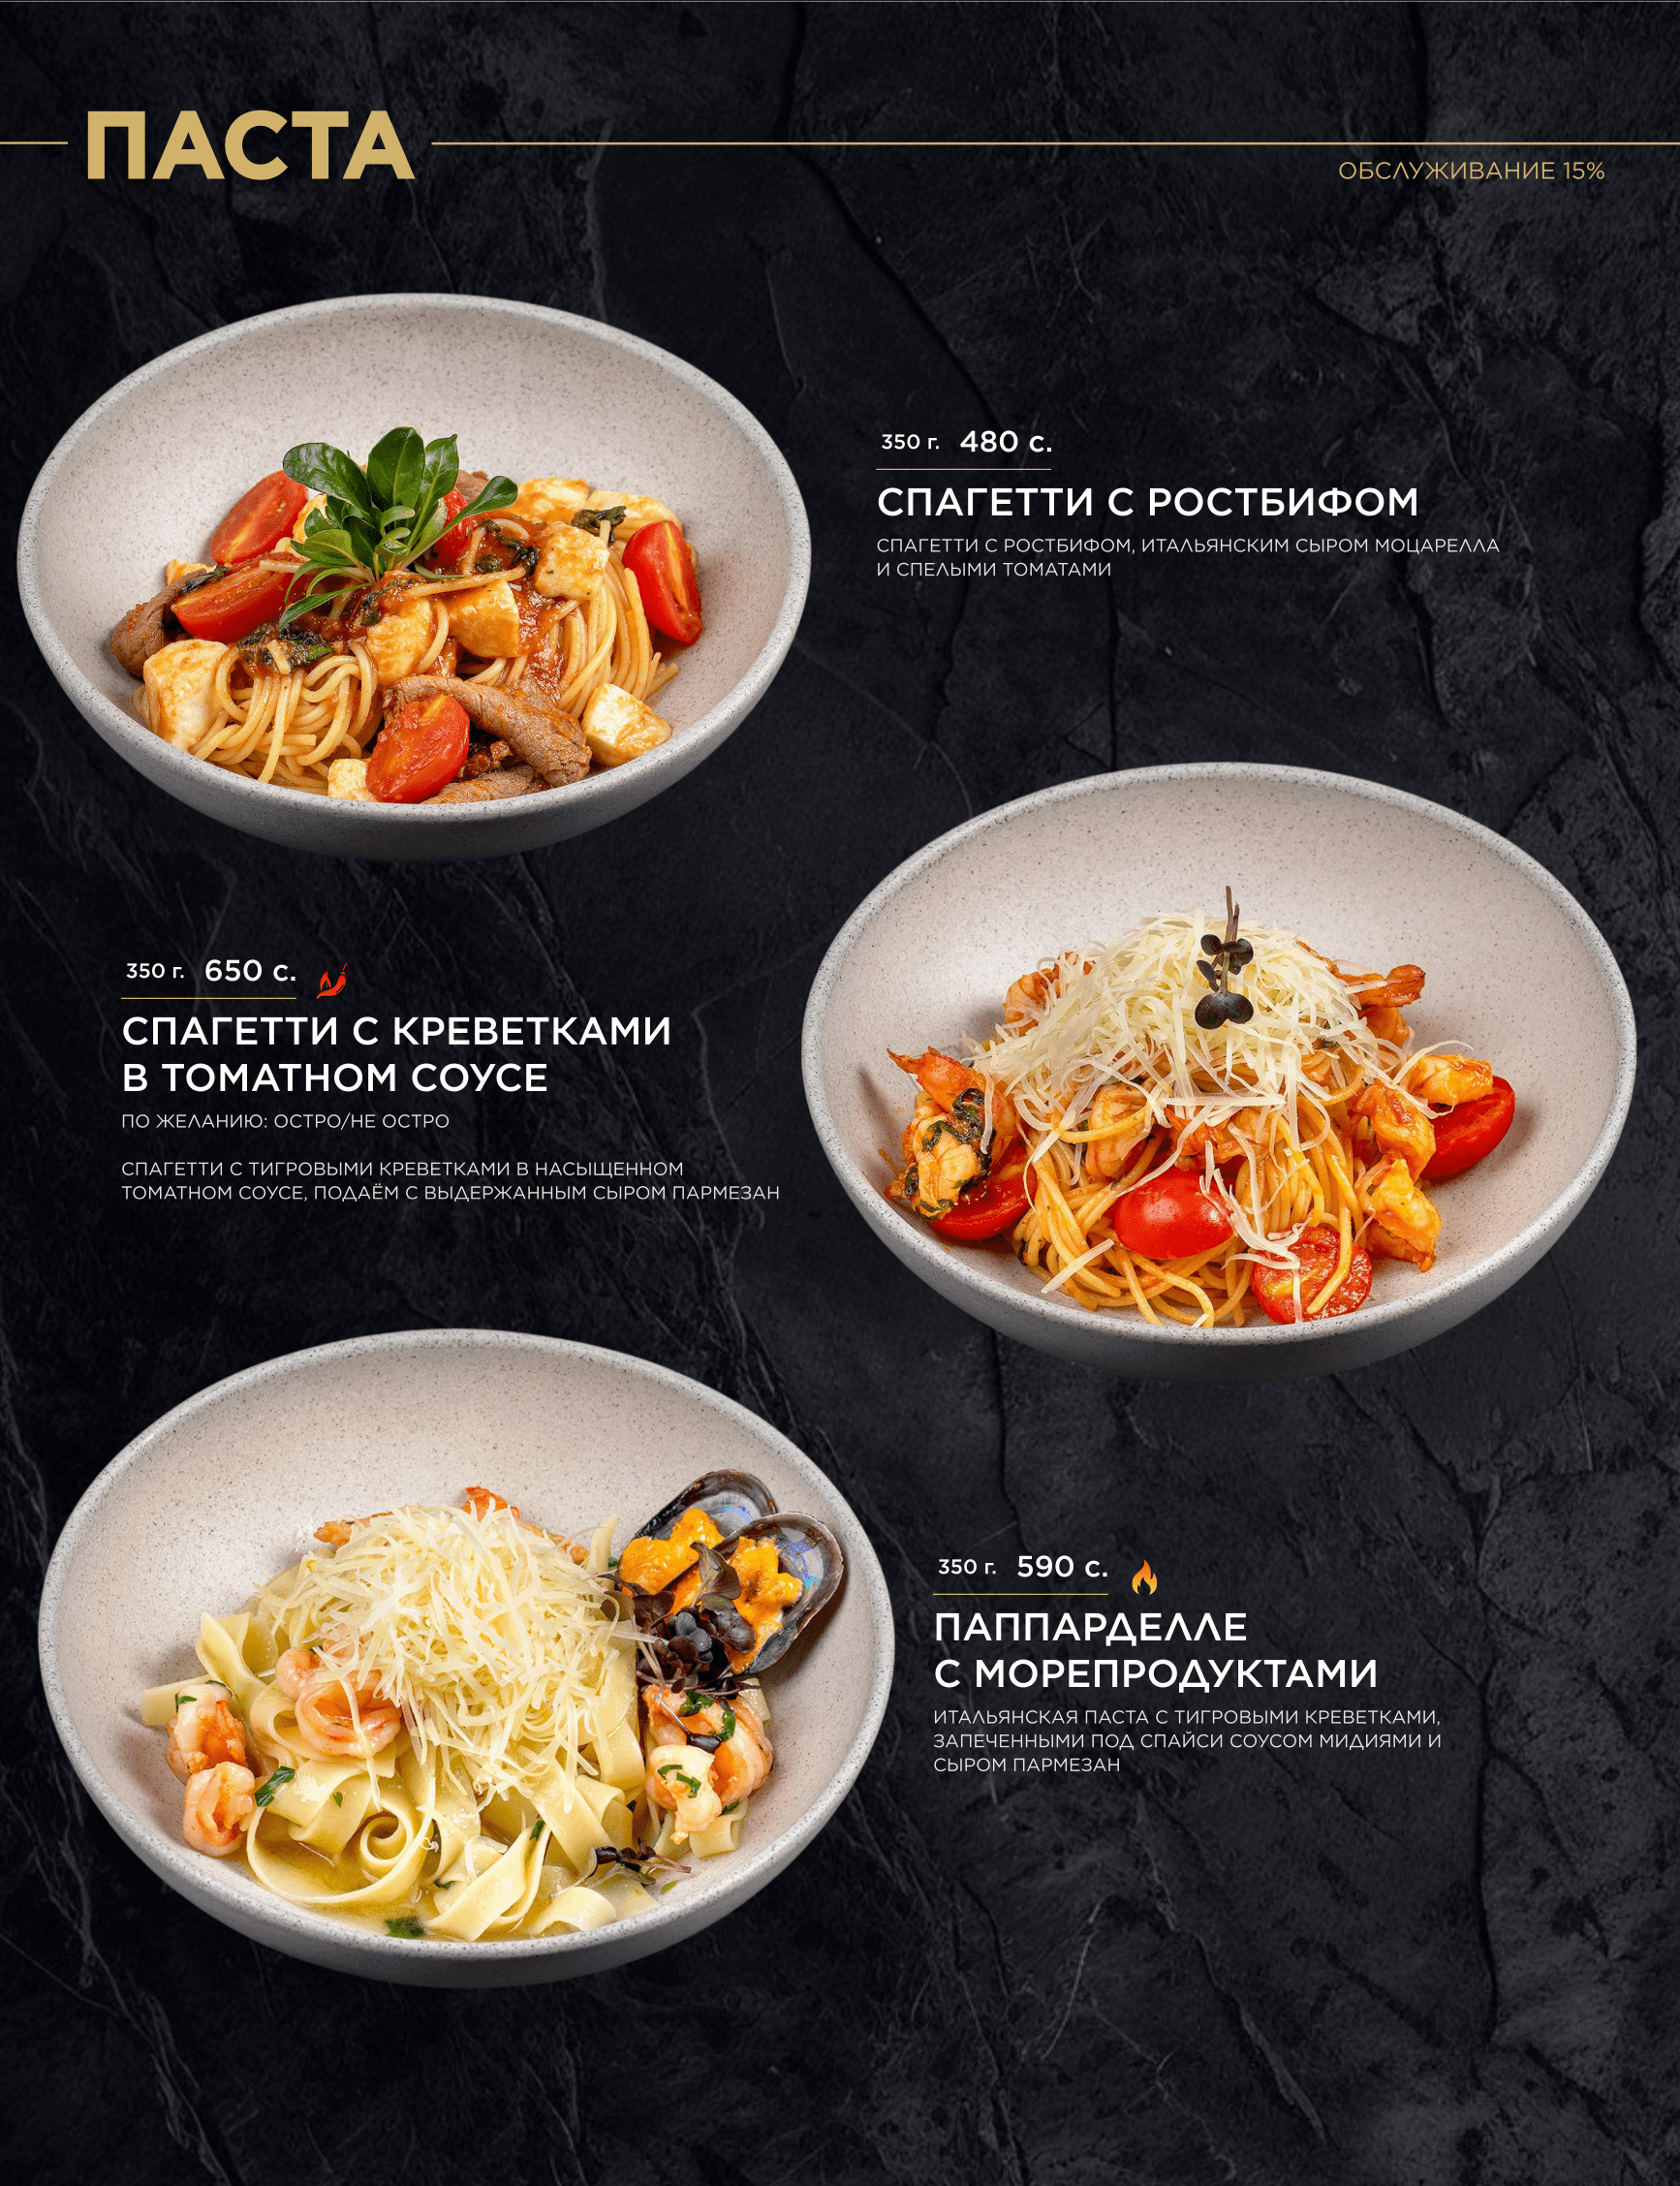 ПАСТА
ОБСЛУЖИВАНИЕ 15%
350 г. 480 с.
СПАГЕТТИ С РОСТБИФОМ
СПАГЕТТИ С РОСТБИФОМ, ИТАЛЬЯНСКИМ СЫРОМ МОЦАРЕЛЛА
И СПЕЛЫМИ ТОМАТАМИ
350 г. 650 с.
СПАГЕТТИ С КРЕВЕТКАМИ
В ТОМАТНОМ СОУСЕ
ПО ЖЕЛАНИЮ: ОСТРО/НЕ ОСТРО
СПАГЕТТИ С ТИГРОВЫМИ КРЕВЕТКАМИ В НАСЫЩЕННОМ
ТОМАТНОМ СОУСЕ, ПОДАЁМ С ВЫДЕРЖАННЫМ СЫРОМ ПАРМЕЗАН
350 г. 590 с.
ПАППАРДЕЛЛЕ
С МОРЕПРОДУКТАМИ
ИТАЛЬЯНСКАЯ ПАСТА С ТИГРОВЫМИ КРЕВЕТКАМИ,
ЗАПЕЧЕННЫМИ ПОД СПАЙСИ СОУСОМ МИДИЯМИ И
СЫРОМ ПАРМЕЗАН